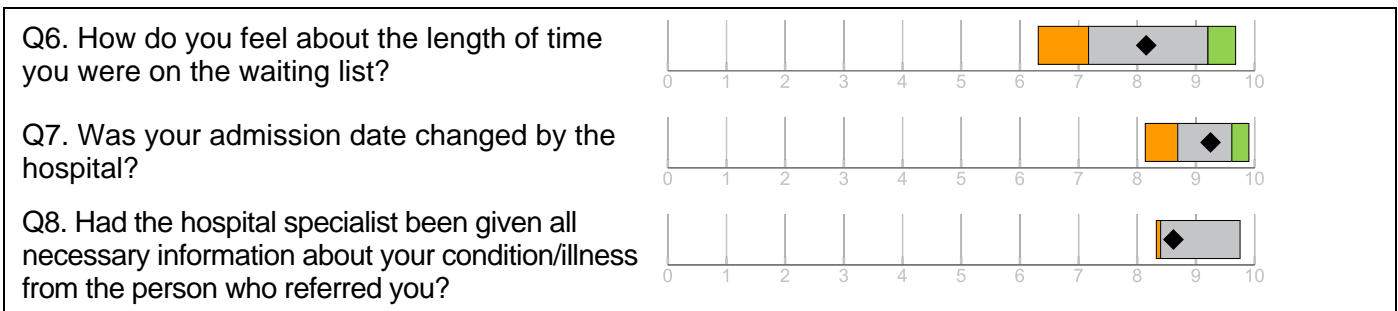 Q6. How do you feel about the length of time
you were on the waiting list?
0 1 2 3 4 5 6 7 8 9 10
Q7. Was your admission date changed by the
hospital?
0 1 2 3 4 5 6 7 8 9 10
Q8. Had the hospital specialist been given all
necessary information about your condition/illness
from the person who referred you?
0 1 2 3 4 5 6 7 8 9 10